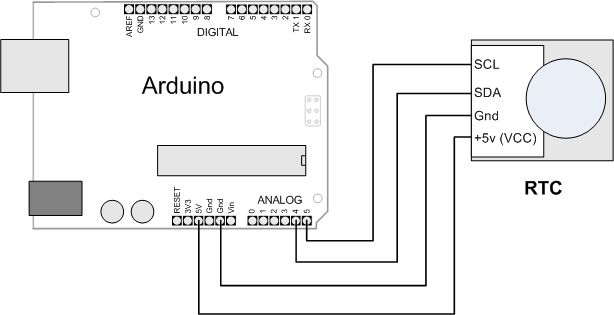 AREF GND 13 12 11 10 9 8 7 6 5 4 3 2 TX 1 RX 0
DIGITAL
Arduino
SCL
SDA
Gnd
+5v (VCC)
RTC
ANALOG
RESET 3V3 5V Gnd Gnd Vin 0 1 2 3 4 5